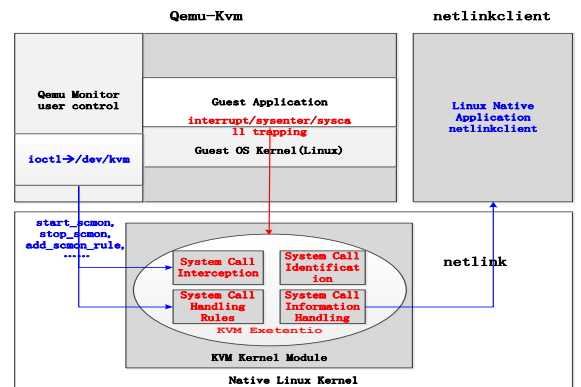 Qemu-Kvm
netlinkclient
Qemu Monitor
user control
Guest Application
interrupt/sysenter/sysca
ll trapping
Guest OS Kernel(Linux)
ioctl→/dev/kvm
Linux Native
Application
netlinkclient
start_scmon,
stop_scmon,
add_scmon_rule,
……
System Call
Interception
System Call
Identificat
ion
System Call
Handling
Rules
System Call
Information
Handling
KVM Exetentio
netlink
KVM Kernel Module
Native Linux Kernel